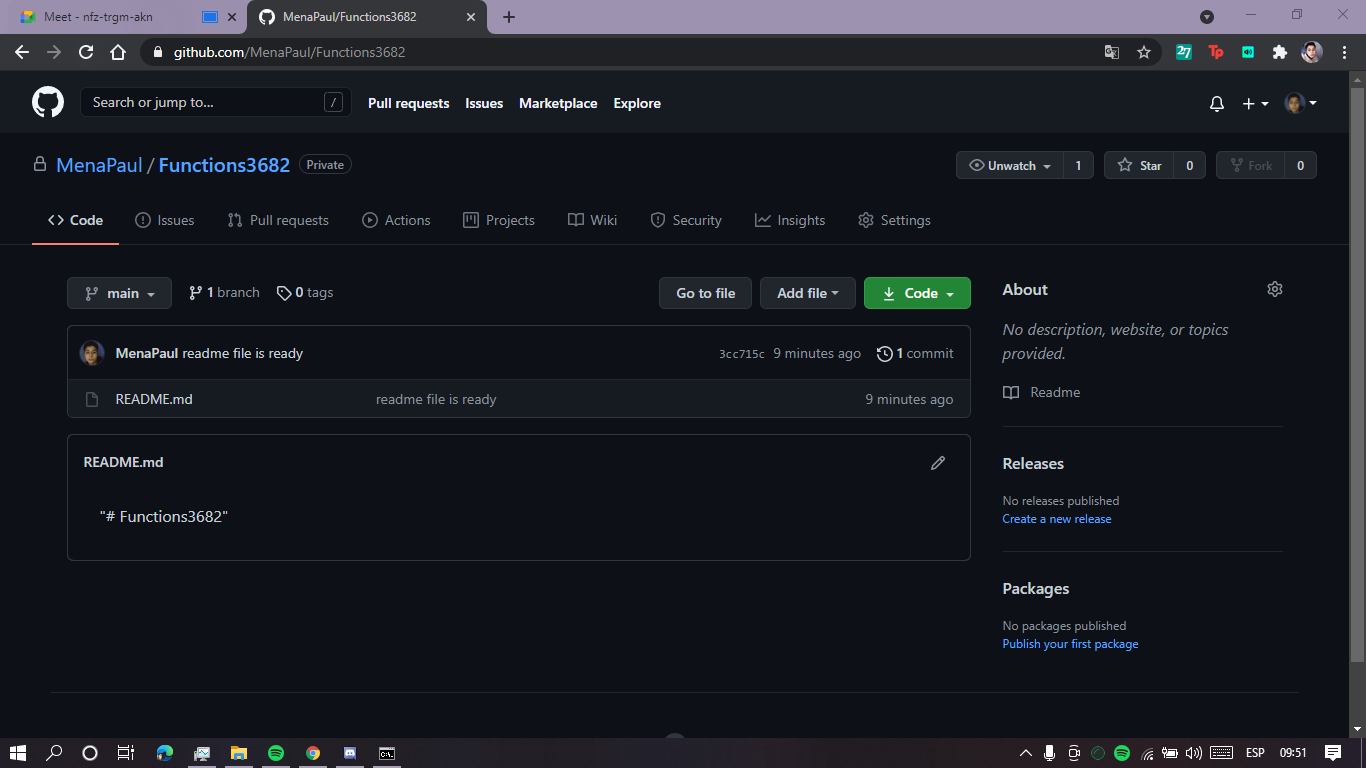 Meet - nfz-trgm-akn
MenaPaul/Functions3682
github.com/MenaPaul/Functions3682
27
Tp
Search or jump to...
/
Pull requests Issues Marketplace Explore
MenaPaul / Functions3682 Private
Unwatch 1 Star 0 Fork 0
Code Issues Pull requests Actions Projects Wiki Security Insights Settings
main 1 branch 0 tags Go to file Add file Code
MenaPaul readme file is ready 3cc715c 9 minutes ago 1 commit
README.md readme file is ready 9 minutes ago
README.md
"# Functions3682"
About
No description, website, or topics
provided.
Readme
Releases
No releases published
Create a new release
Packages
No packages published
Publish your first package
ESP 09:51